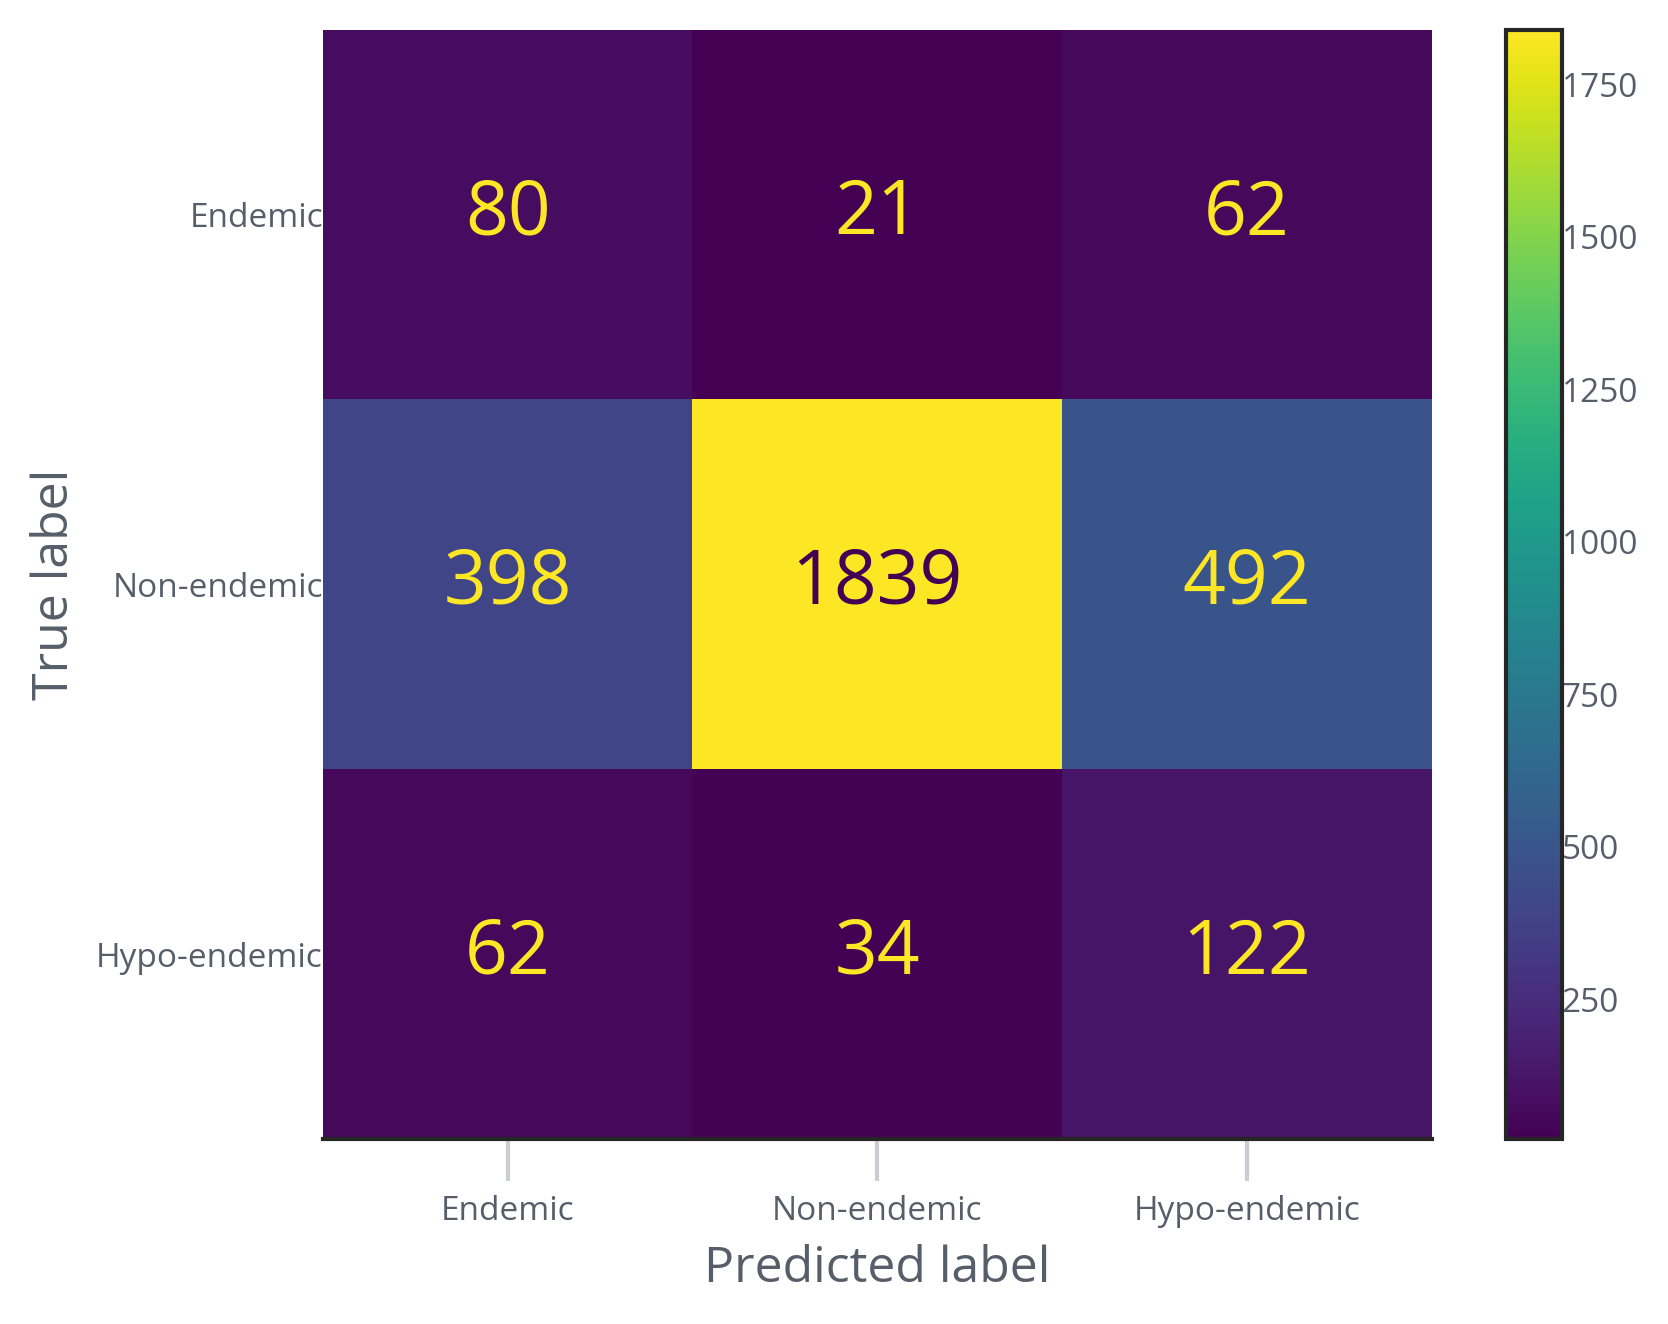 80 21 62
Endemic
398 1839 492
Non-endemic
62 34 122
Hypo-endemic
True label
Endemic Non-endemic Hypo-endemic
Predicted label
1750
1500
1250
1000
750
500
250